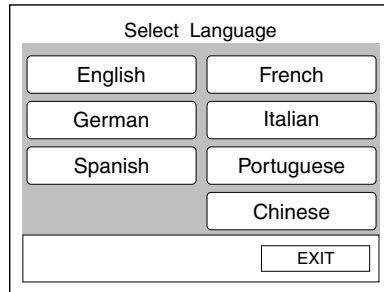 Select Language
English French
German Italian
Spanish Portuguese
Chinese
EXIT